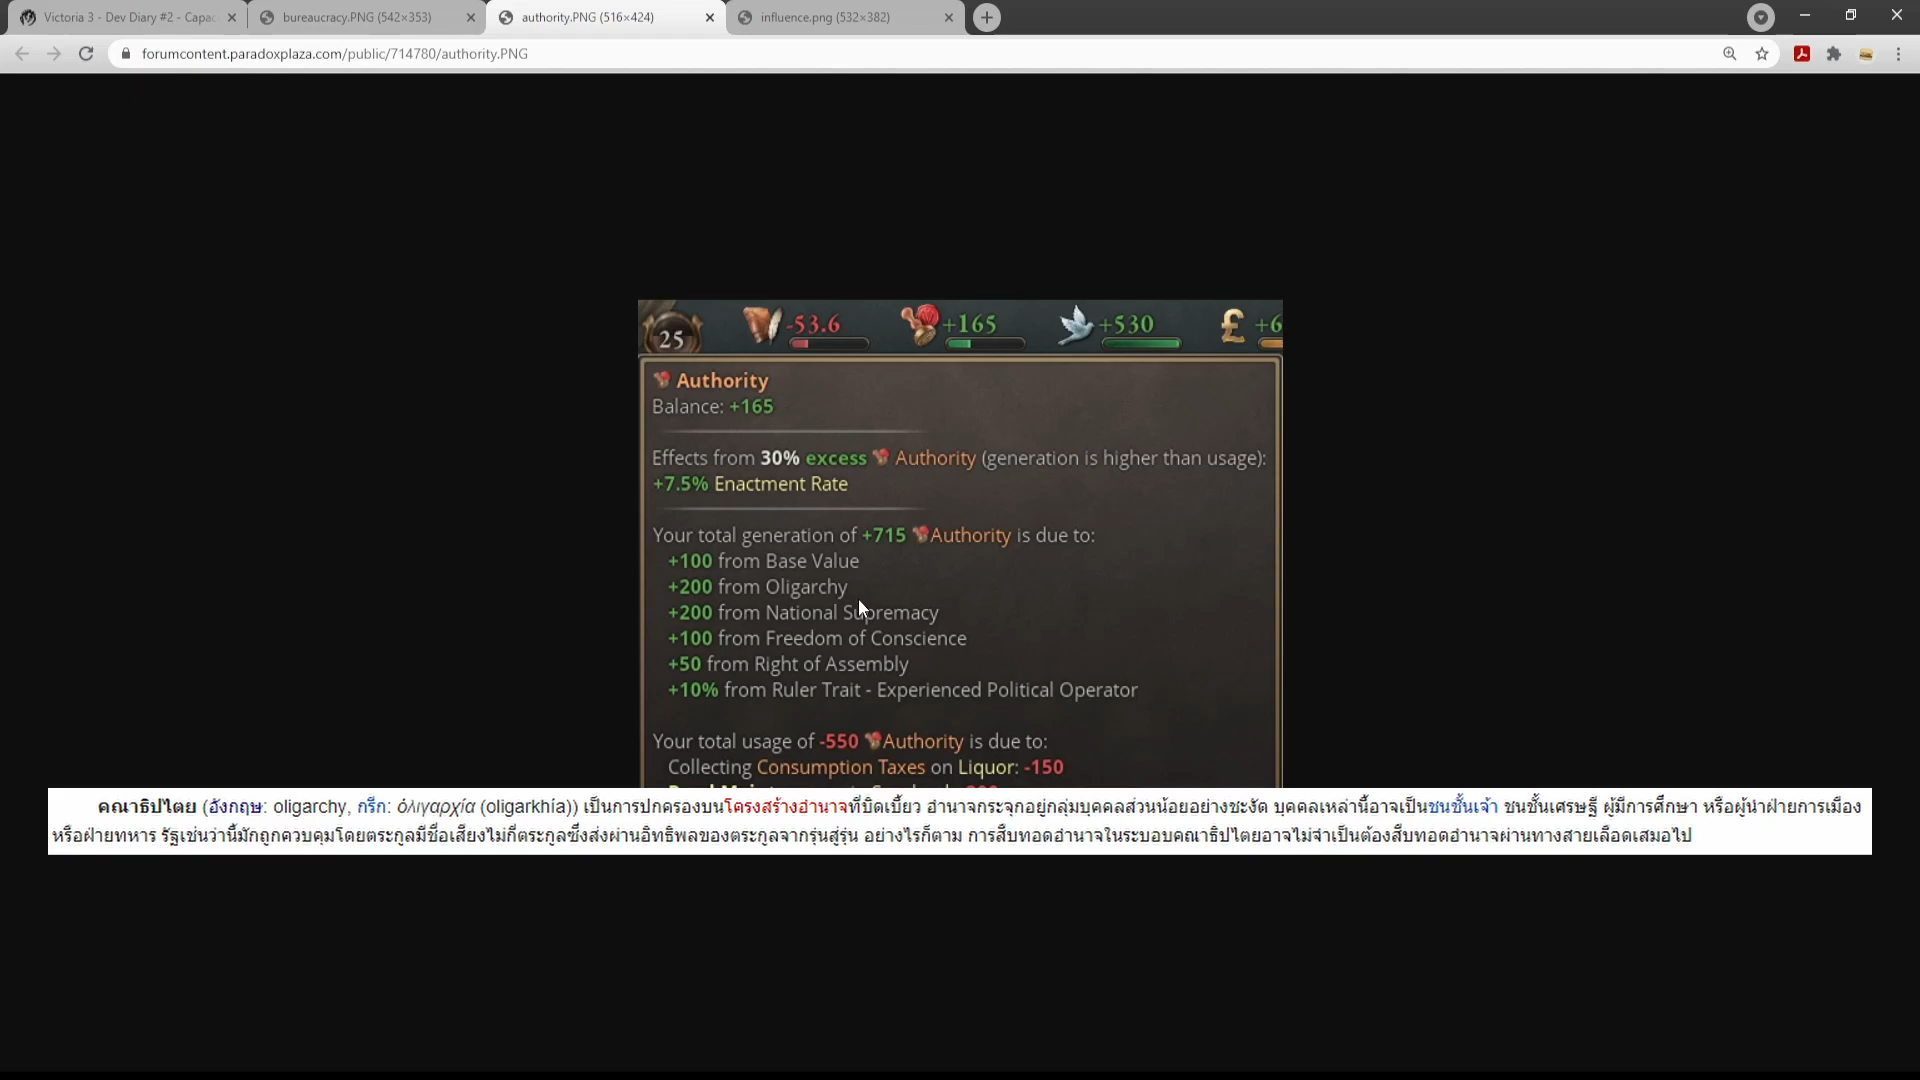 Victoria 3 - Dev Diary #2 - Capac
bureaucracy.PNG (542×353)
authority.PNG (516×424)
influence.png (532×382)
forumcontent.paradoxplaza.com/public/714780/authority.PNG
25 -53.6 +165 +530 £ +6
Authority
Balance: +165
Effects from 30% excess Authority (generation is higher than usage):
+7.5% Enactment Rate
Your total generation of +715 Authority is due to:
+100 from Base Value
+200 from Oligarchy
+200 from National Supremacy
+100 from Freedom of Conscience
+50 from Right of Assembly
+10% from Ruler Trait - Experienced Political Operator
Your total usage of -550 Authority is due to:
Collecting Consumption Taxes on Liquor: -150
คณาธิปไตย (อังกฤษ: oligarchy, กรีก: ὀλιγαρχία (oligarkhía)) เป็นการปกครองบนโครงสร้างอำนาจที่บิดเบี้ยว อำนาจกระจุกอยู่กลุ่มบุคคลส่วนน้อยอย่างชะงัด บุคคลเหล่านี้อาจเป็นชนชั้นเจ้า ชนชั้นเศรษฐี ผู้มีการศึกษา หรือผู้นำฝ่ายการเมือง
หรือฝ่ายทหาร รัฐเช่นว่านี้มักถูกควบคุมโดยตระกูลมีชื่อเสียงไม่กี่ตระกูลซึ่งส่งผ่านอิทธิพลของตระกูลจากรุ่นสู่รุ่น อย่างไรก็ตาม การสืบทอดอำนาจในระบอบคณาธิปไตยอาจไม่จำเป็นต้องสืบทอดอำนาจผ่านทางสายเลือดเสมอไป